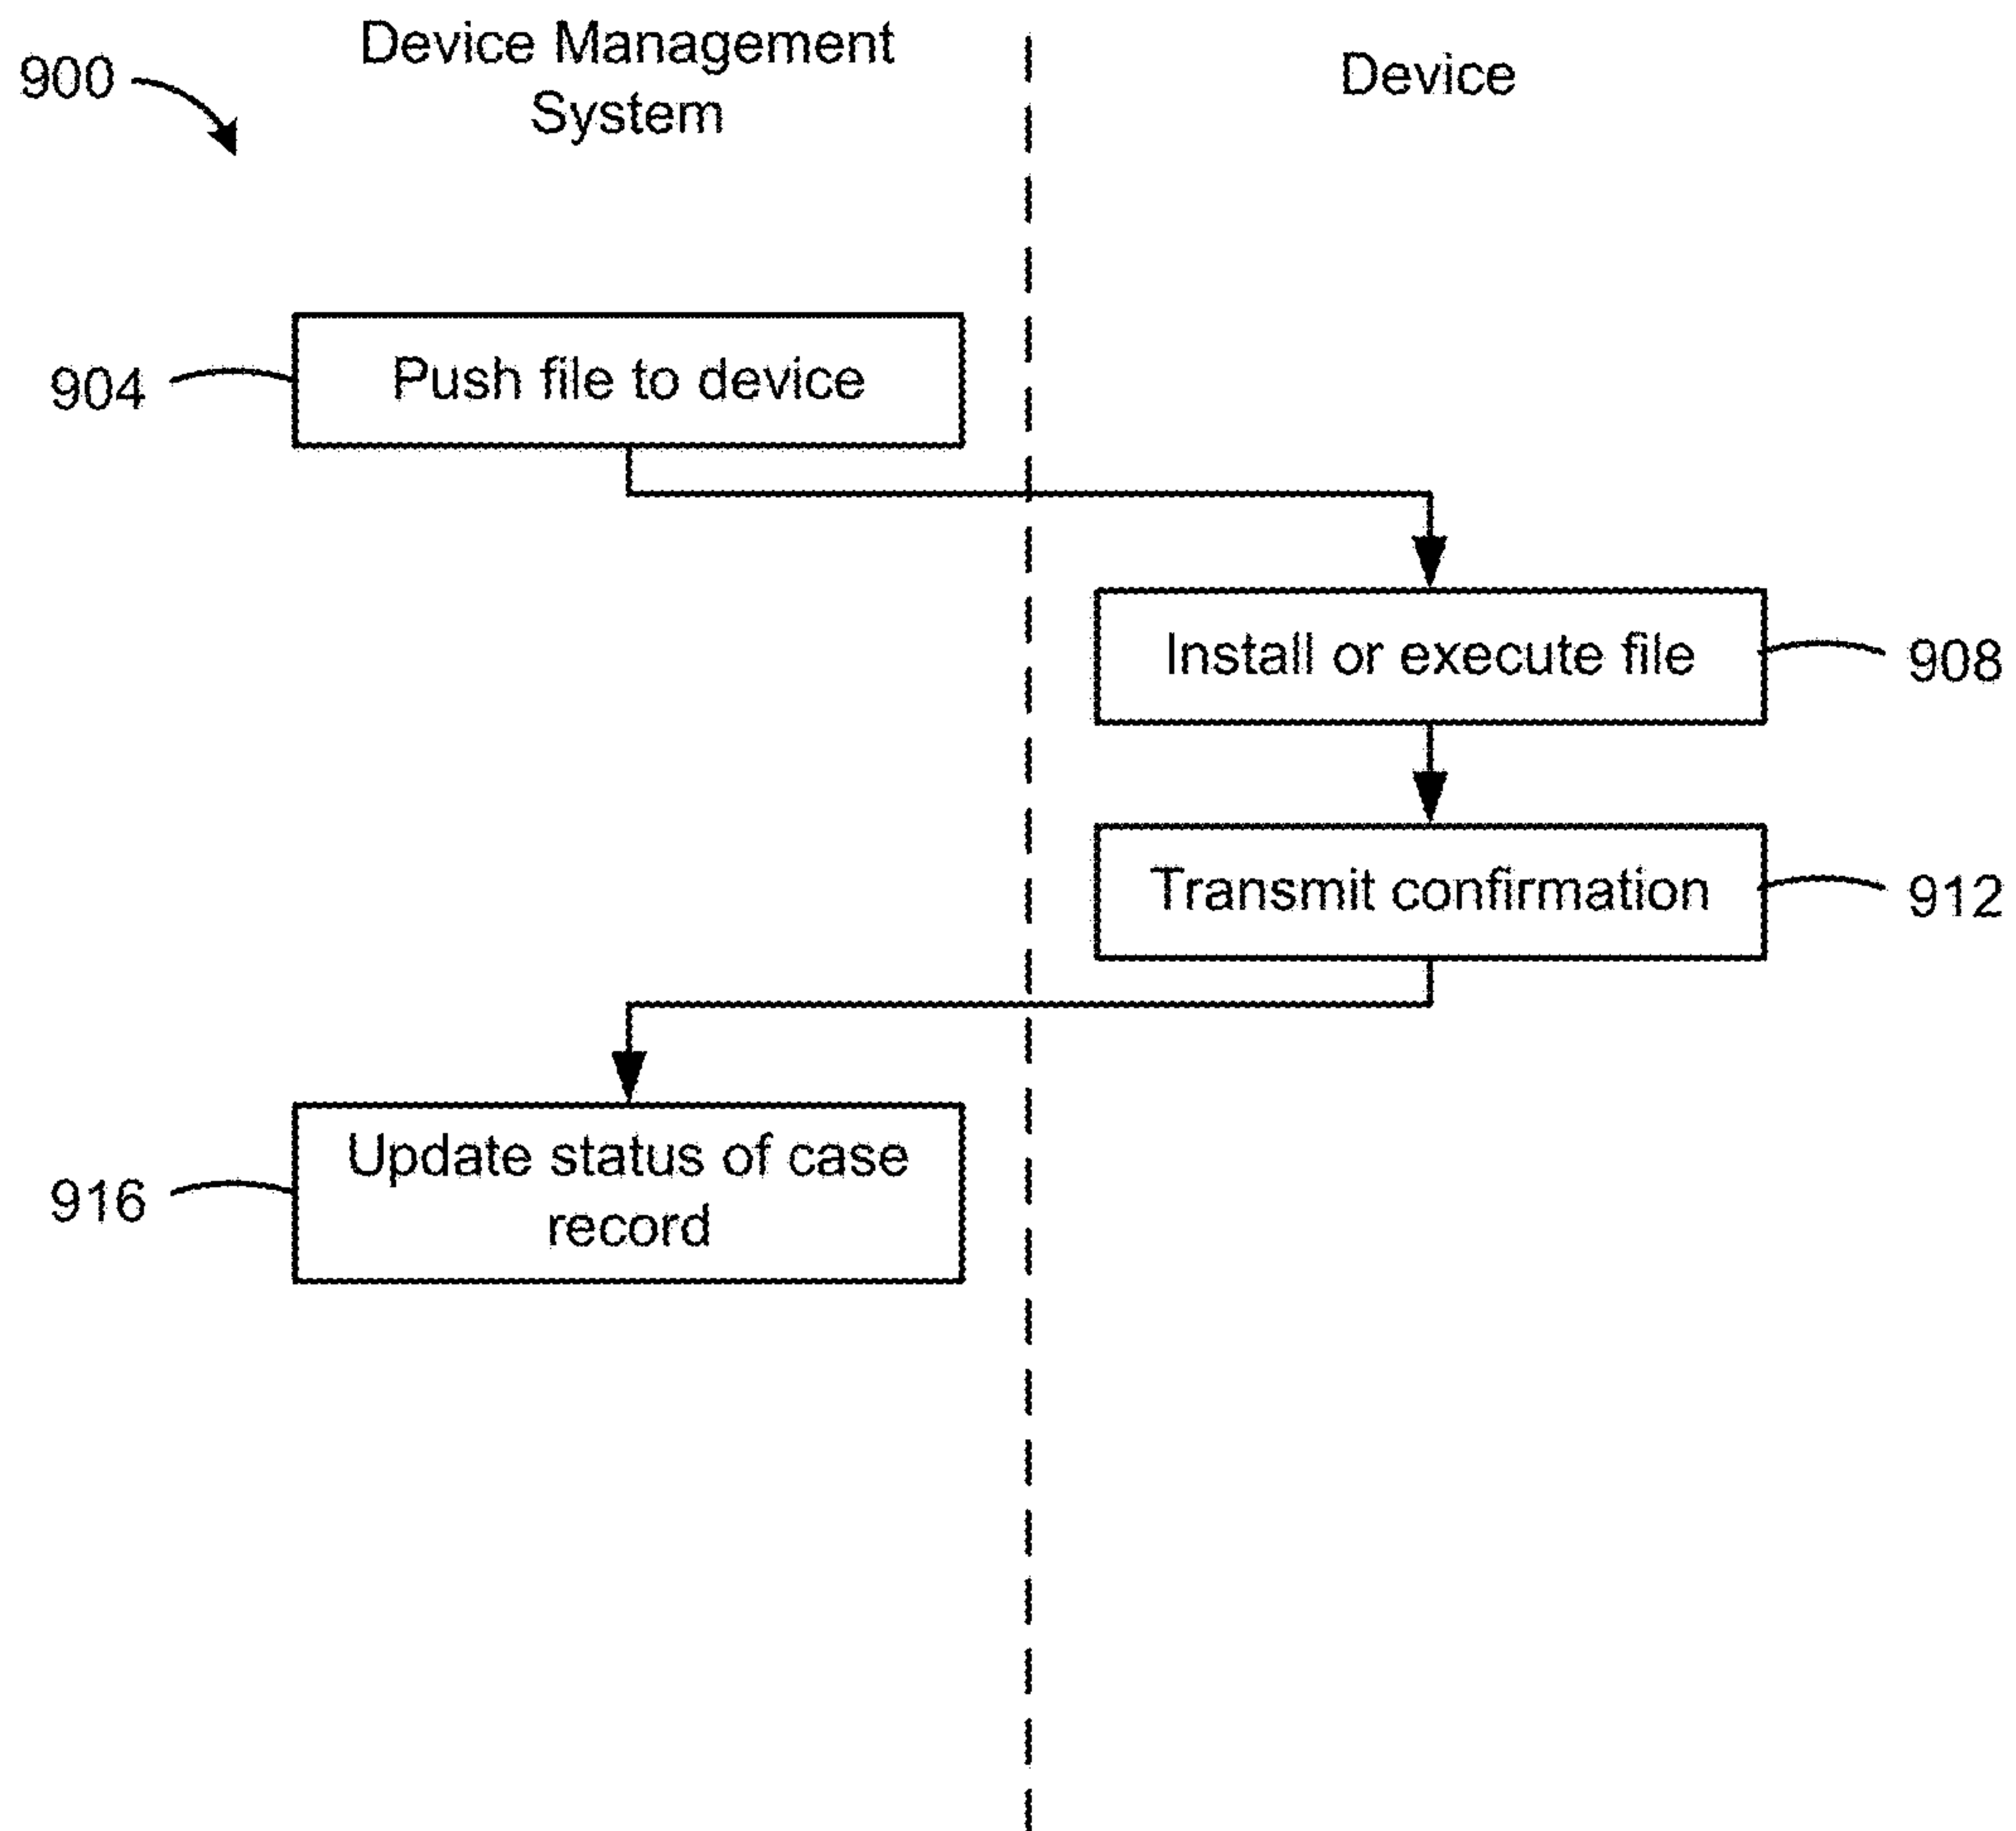 900
Device Management
System
Device
904
Push file to device
Install or execute file
908
Transmit confirmation
912
916
Update status of case
record